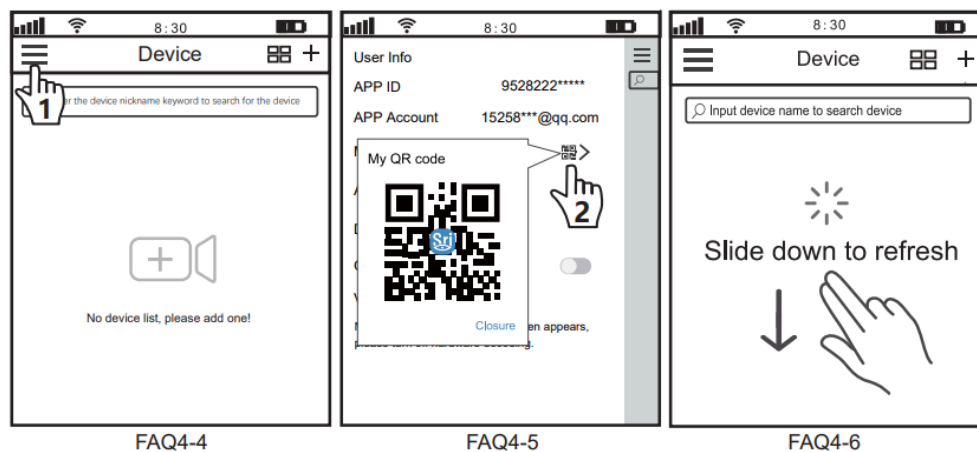 8:30
Device
1
er the device nickname keyword to search for the device
No device list, please add one!
FAQ4-4
8:30
User Info
APP ID 9528222*****
APP Account 15258***@qq.com
My QR code
Sri
2
Closure
en appears,
FAQ4-5
8:30
Device
Input device name to search device
Slide down to refresh
FAQ4-6